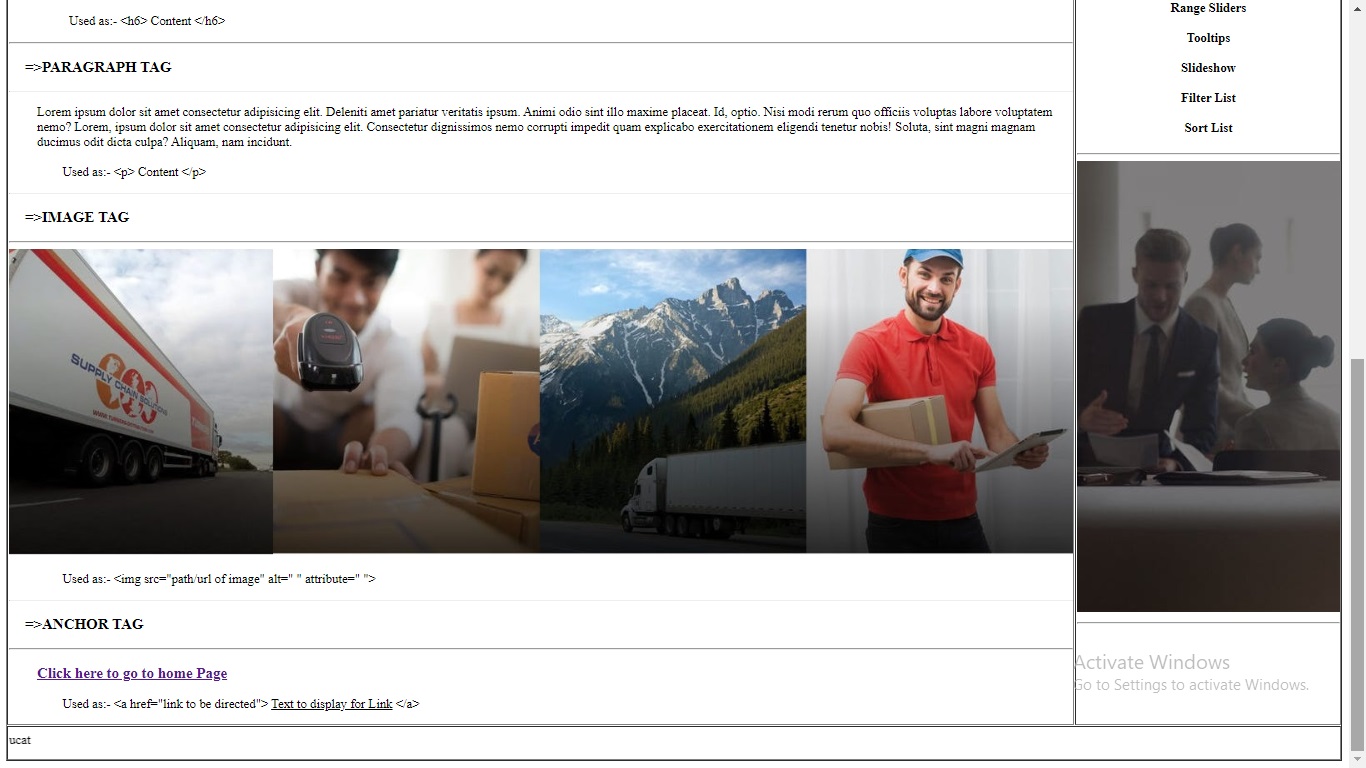 Used as:- <h6> Content </h6>
=>PARAGRAPH TAG
Lorem ipsum dolor sit amet consectetur adipisicing elit. Deleniti amet pariatur veritatis ipsum. Animi odio sint illo maxime placeat. Id, optio. Nisi modi rerum quo officiis voluptas labore voluptatem
nemo? Lorem, ipsum dolor sit amet consectetur adipisicing elit. Consectetur dignissimos nemo corrupti impedit quam explicabo exercitationem eligendi tenetur nobis! Soluta, sint magni magnam
ducimus odit dicta culpa? Aliquam, nam incidunt.
Used as:- <p> Content </p>
=>IMAGE TAG
SUPPLY CHAIN SOLUTIONS
Used as:- <img src="path/url of image" alt=" " attribute=" ">
=>ANCHOR TAG
Click here to go to home Page
Used as:- <a href="link to be directed"> Text to display for Link </a>
Range Sliders
Tooltips
Slideshow
Filter List
Sort List
Activate Windows
Go to Settings to activate Windows.
ucat